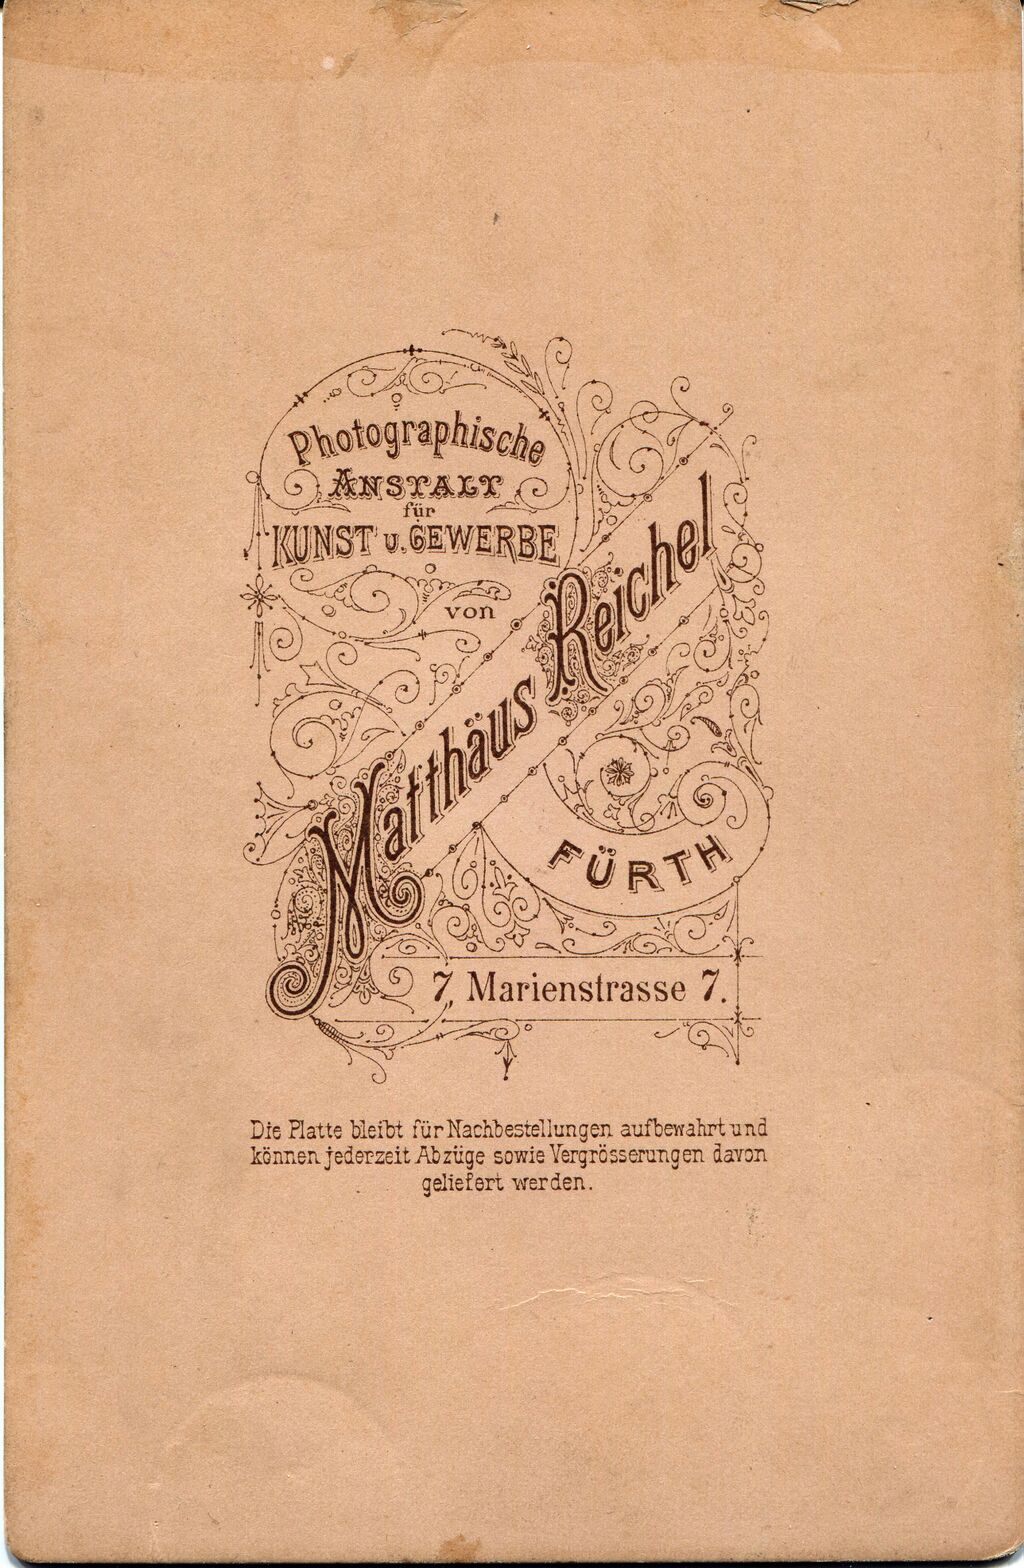 Photographische
ANSTALT
für
KUNST u. GEWERBE
von
Matthäus Reichel
FÜRTH
7, Marienstrasse 7.
Die Platte bleibt für Nachbestellungen aufbewahrt und
können jederzeit Abzüge sowie Vergrösserungen davon
geliefert werden.